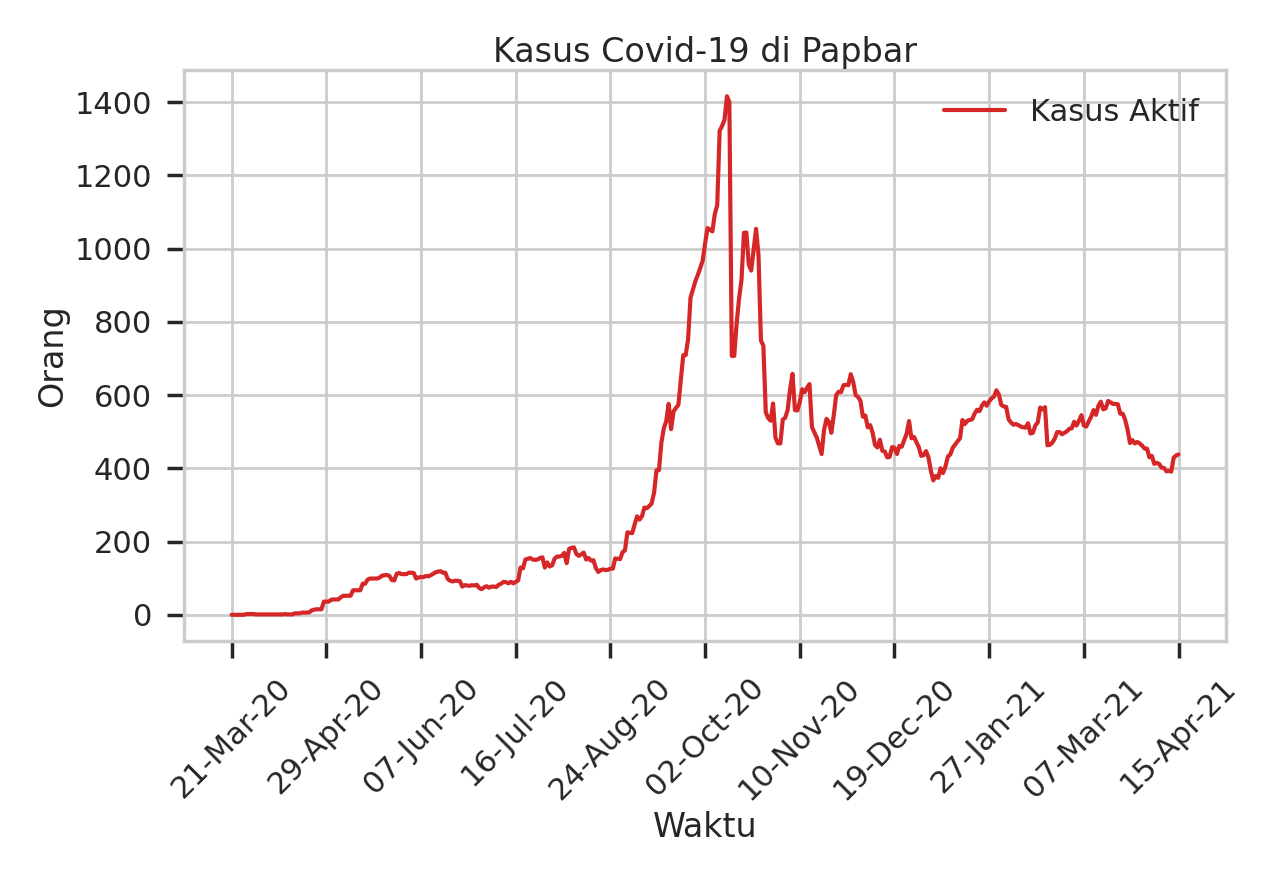 Kasus Covid-19 di Papbar
Kasus Aktif
Orang
1400
1200
1000
800
600
400
200
0
21-Mar-20
29-Apr-20
07-Jun-20
16-Jul-20
24-Aug-20
02-Oct-20
10-Nov-20
19-Dec-20
27-Jan-21
07-Mar-21
15-Apr-21
Waktu